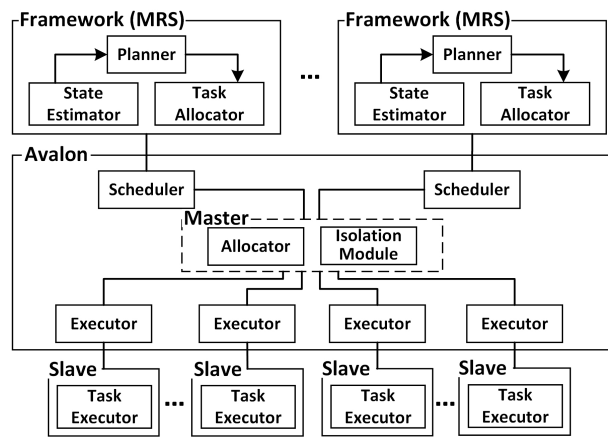 Framework (MRS)
Framework (MRS)
Planner
Planner
State
Estimator
Task
Allocator
...
State
Estimator
Task
Allocator
Avalon
Scheduler
Scheduler
Master
Allocator
Isolation
Module
Executor
Executor
Executor
Executor
Slave
Slave
Slave
Slave
Task
Executor
...
Task
Executor
Task
Executor
...
Task
Executor